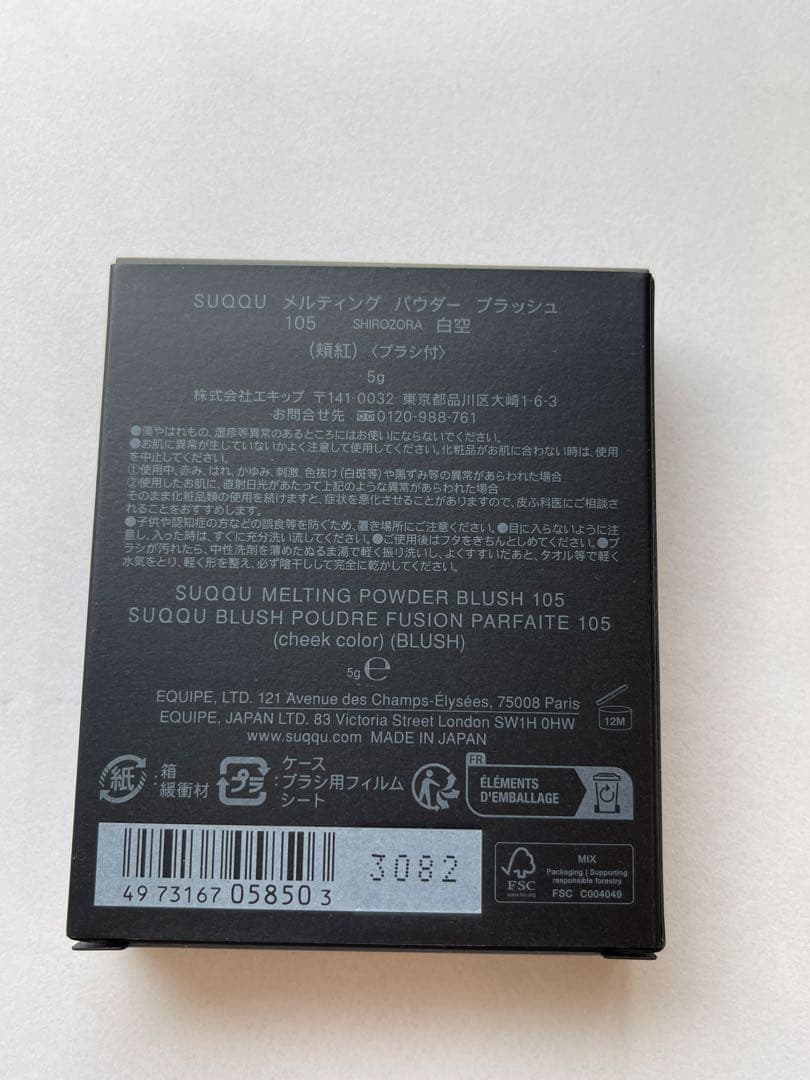 SUQQU メルティング パウダー ブラッシュ
105 SHIROZORA 白空
(頬紅)〈ブラシ付〉
5g
株式会社エキップ 〒141-0032 東京都品川区大崎1-6-3
お問合せ先 0120-988-761
●傷やはれもの、湿疹等異常のあるところにはお使いにならないでください。
●お肌に異常が生じていないかよく注意して使用してください。化粧品がお肌に合わない時は、使用
を中止してください。
①使用中、赤み、はれ、かゆみ、刺激、色抜け(白斑等)や黒ずみ等の異常があらわれた場合
②使用したお肌に、直射日光があたって上記のような異常があらわれた場合
そのまま化粧品類の使用を続けますと、症状を悪化させることがありますので、皮ふ科医にご相談さ
れることをおすすめします。
●子供や認知症の方などの誤食等を防ぐため、置き場所にご注意ください。●目に入らないように注
意し、入った時は、すぐに充分洗い流してください。●ご使用後はフタをきちんとしめてください。●ブ
ラシが汚れたら、中性洗剤を薄めたぬるま湯で軽く振り洗いし、よくすすいだあと、タオル等で軽く
水気をとり、軽く形を整え、必ず陰干しして完全に乾かしてください。
SUQQU MELTING POWDER BLUSH 105
SUQQU BLUSH POUDRE FUSION PARFAITE 105
(cheek color) (BLUSH)
5g e
EQUIPE, LTD. 121 Avenue des Champs-Élysées, 75008 Paris
EQUIPE, JAPAN LTD. 83 Victoria Street London SW1H 0HW
www.suqqu.com MADE IN JAPAN
12M
紙 : 箱
緩衝材
プラ : ケース
ブラシ用フィルム
シート
FR
ÉLÉMENTS
D'EMBALLAGE
4 973167 058503
3082
FSC
www.fsc.org
MIX
Packaging | Supporting
responsible forestry
FSC C004049